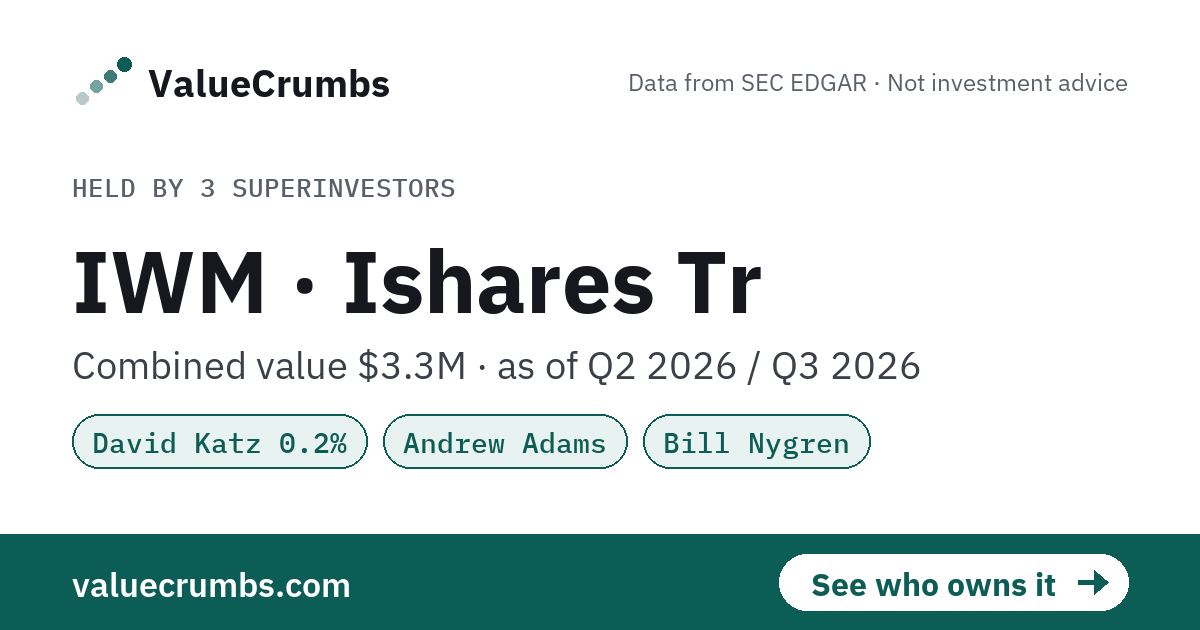 ValueCrumbs
Data from SEC EDGAR · Not investment advice
HELD BY 3 SUPERINVESTORS
IWM · Ishares Tr
Combined value $3.3M · as of Q2 2026 / Q3 2026
David Katz 0.2%
Andrew Adams
Bill Nygren
valuecrumbs.com
See who owns it →